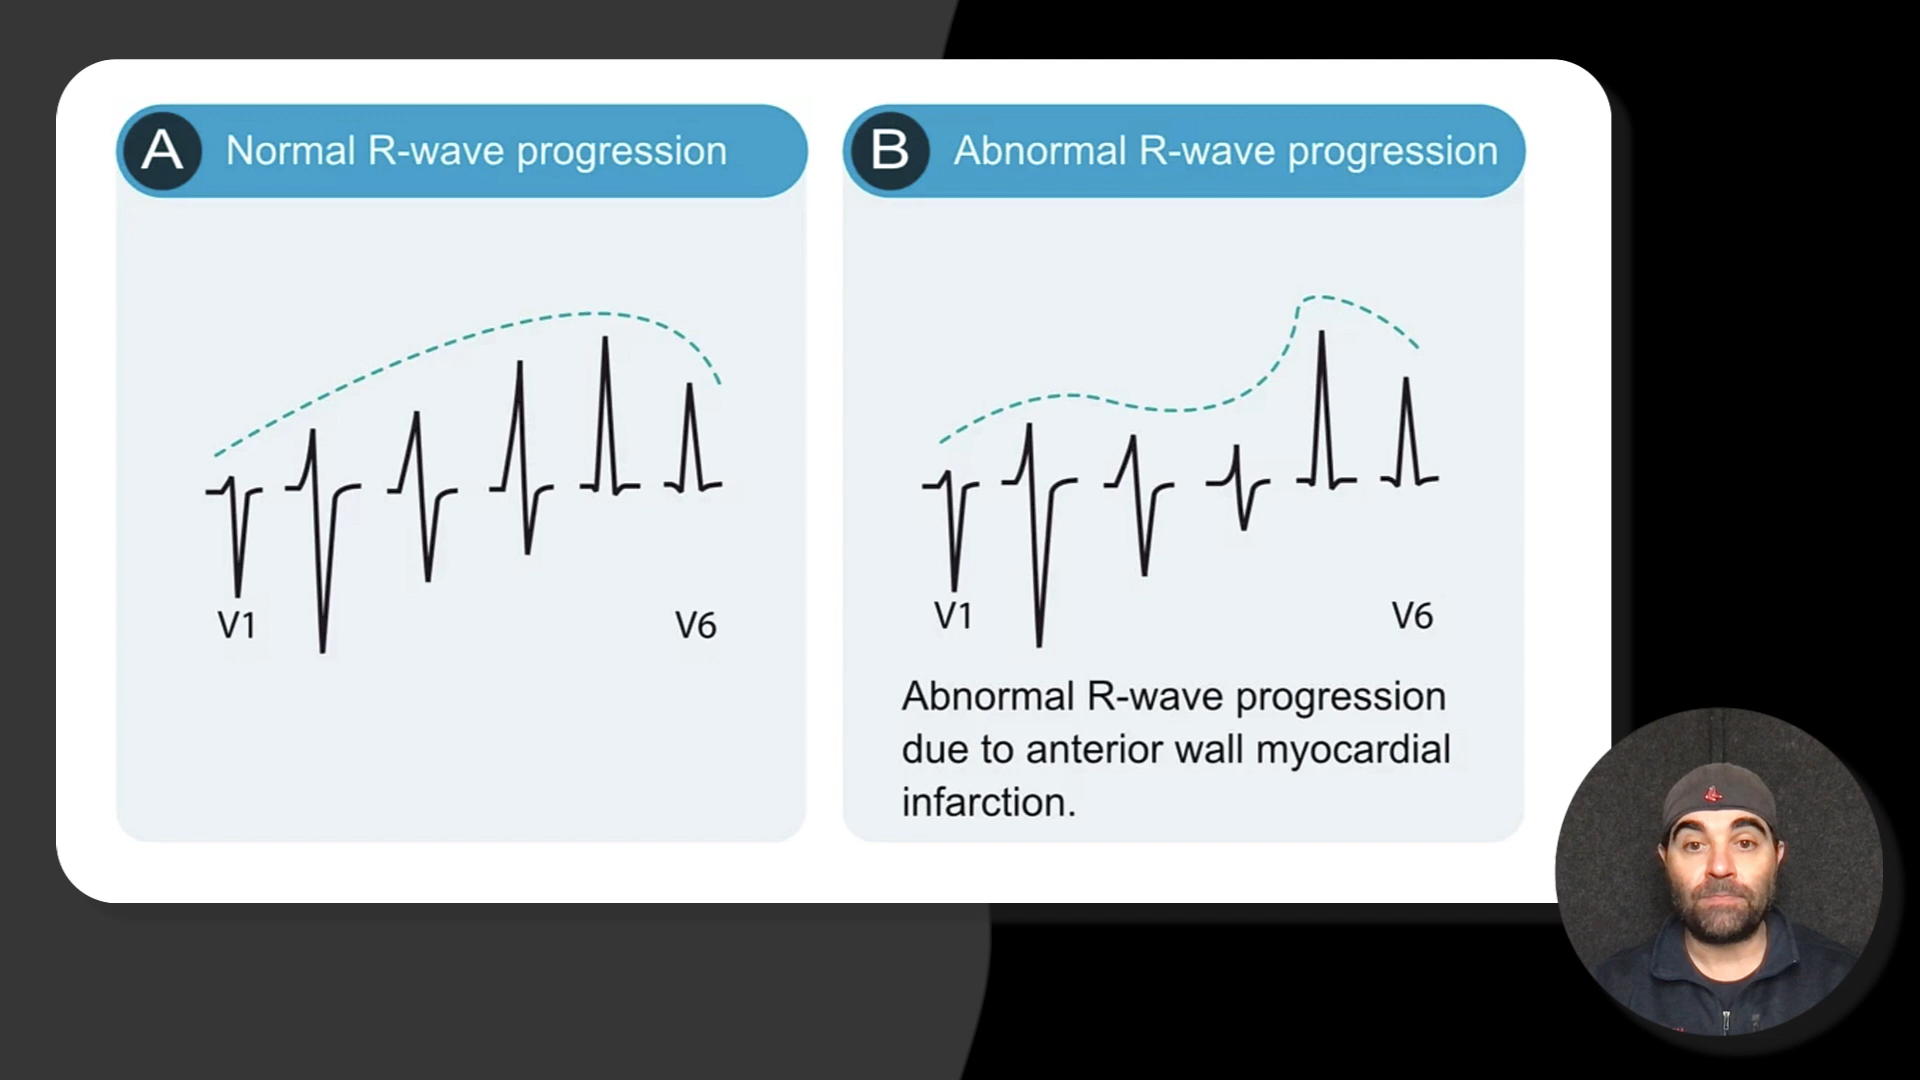 A Normal R-wave progression
V1
V6
B Abnormal R-wave progression
V1
V6
Abnormal R-wave progression
due to anterior wall myocardial
infarction.